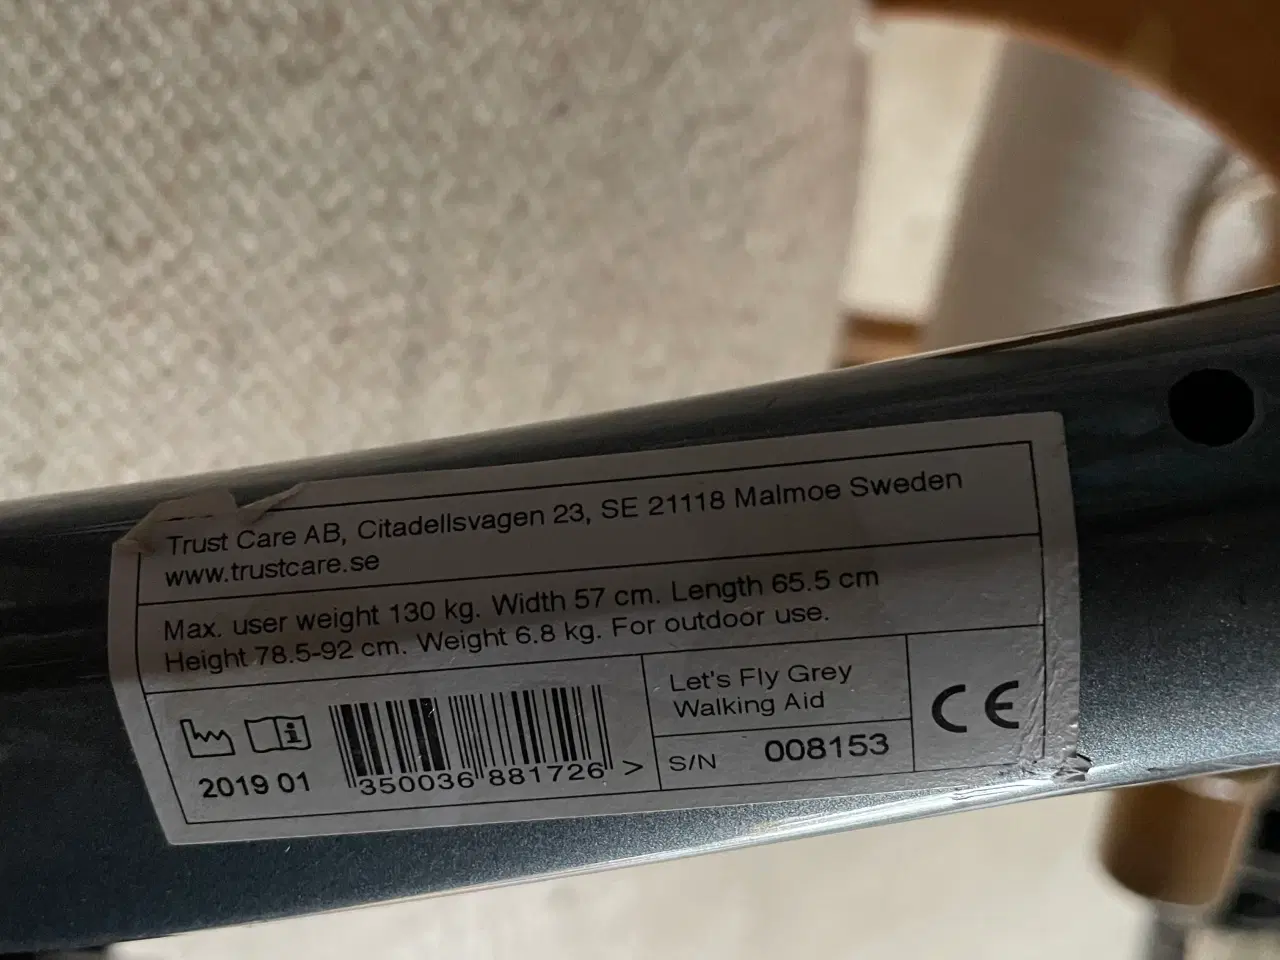 Trust Care AB, Citadellsvagen 23, SE 21118 Malmoe Sweden
www.trustcare.se
Max. user weight 130 kg. Width 57 cm. Length 65.5 cm
Height 78.5-92 cm. Weight 6.8 kg. For outdoor use.
2019 01
350036 881726 >
Let's Fly Grey
Walking Aid
S/N 008153
CE